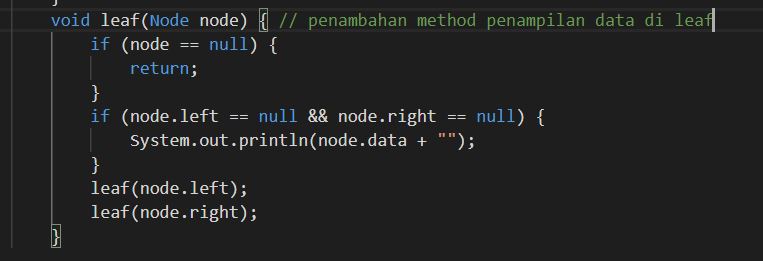 void leaf(Node node) { // penambahan method penampilan data di leaf
if (node == null) {
return;
}
if (node.left == null && node.right == null) {
System.out.println(node.data + "");
}
leaf(node.left);
leaf(node.right);
}